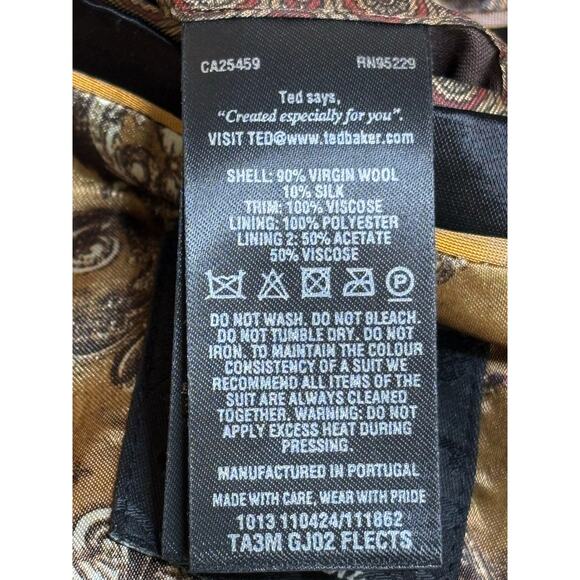 CA25459 RN95229
Ted says,
"Created especially for you".
VISIT TED@www.tedbaker.com
SHELL: 90% VIRGIN WOOL
10% SILK
TRIM: 100% VISCOSE
LINING: 100% POLYESTER
LINING 2: 50% ACETATE
50% VISCOSE
P
DO NOT WASH. DO NOT BLEACH.
DO NOT TUMBLE DRY. DO NOT
IRON. TO MAINTAIN THE COLOUR
CONSISTENCY OF A SUIT WE
RECOMMEND ALL ITEMS OF THE
SUIT ARE ALWAYS CLEANED
TOGETHER. WARNING: DO NOT
APPLY EXCESS HEAT DURING
PRESSING.
MANUFACTURED IN PORTUGAL
MADE WITH CARE, WEAR WITH PRIDE
1013 110424/111862
TA3M GJ02 FLECTS